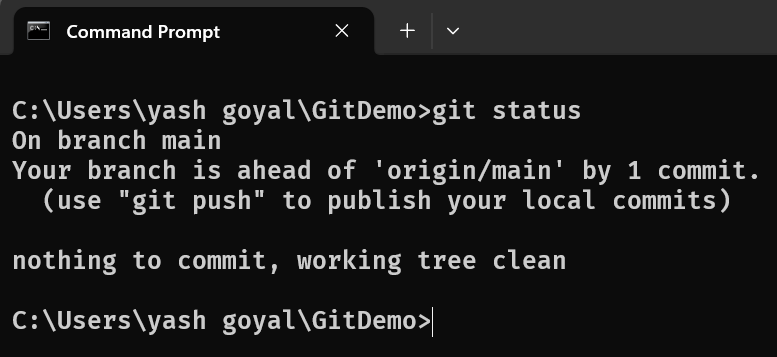 Command Prompt
C:\Users\yash goyal\GitDemo>git status
On branch main
Your branch is ahead of 'origin/main' by 1 commit.
  (use "git push" to publish your local commits)
nothing to commit, working tree clean
C:\Users\yash goyal\GitDemo>